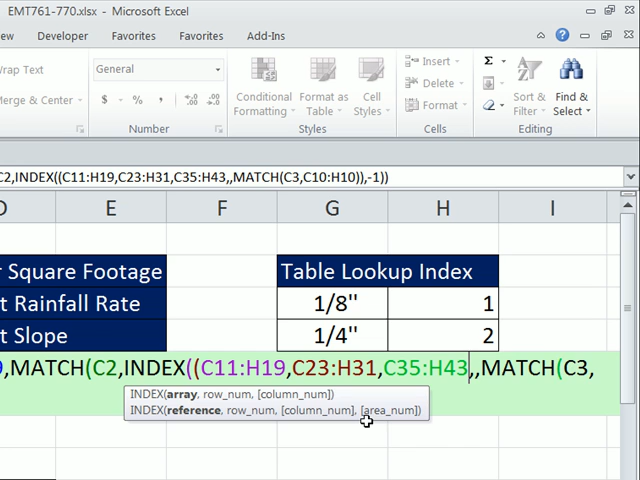 EMT761-770.xlsx - Microsoft Excel
ew Developer Favorites Favorites Add-Ins
Wrap Text
Merge & Center
General
$ % ,
Number
Conditional Formatting
Format as Table
Cell Styles
Styles
Insert
Delete
Format
Cells
Σ
Sort & Filter
Find & Select
Editing
C2,INDEX((C11:H19,C23:H31,C35:H43,,MATCH(C3,C10:H10)),-1))
D E F G H I
r Square Footage
Table Lookup Index
t Rainfall Rate
1/8" 1
t Slope
1/4" 2
9,MATCH(C2,INDEX((C11:H19,C23:H31,C35:H43,,MATCH(C3,
INDEX(array, row_num, [column_num])
INDEX(reference, row_num, [column_num], [area_num])